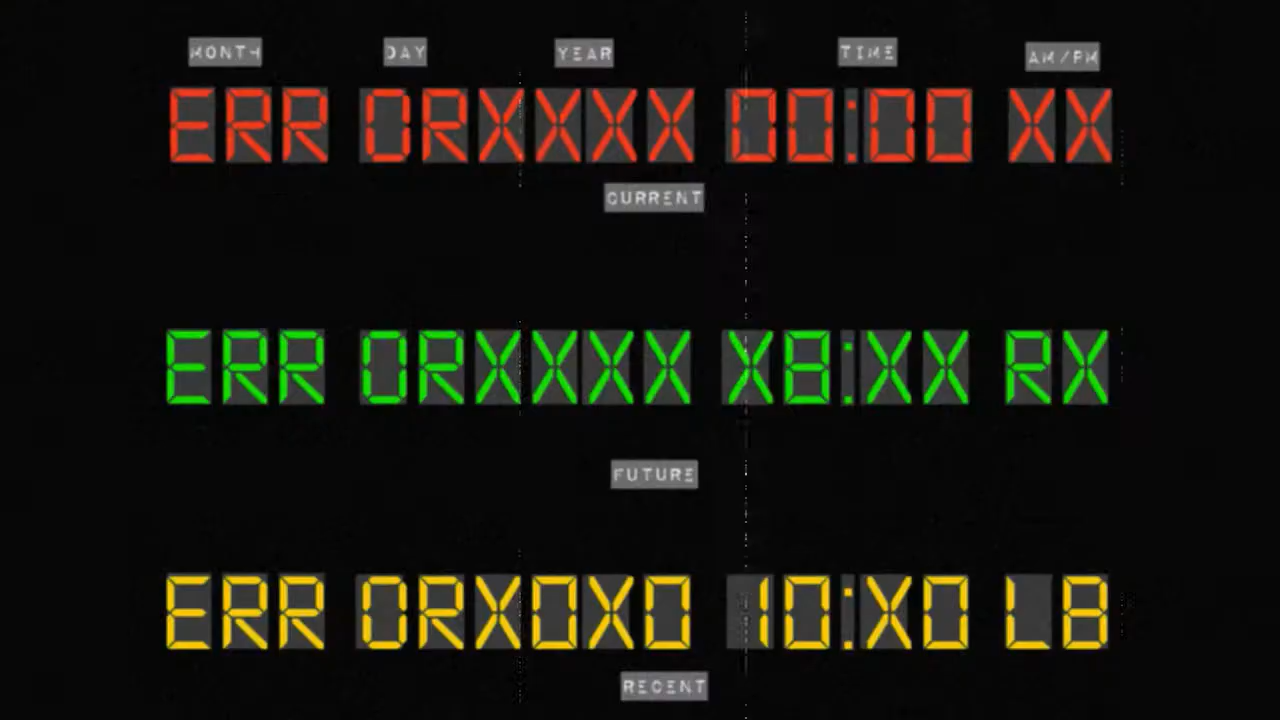 MONTH DAY YEAR TIME AM/PM
ERR ORXXXX 00:00 XX
CURRENT
ERR ORXXXX X8:XX RX
FUTURE
ERR ORX0X0 10:X0 LB
RECENT